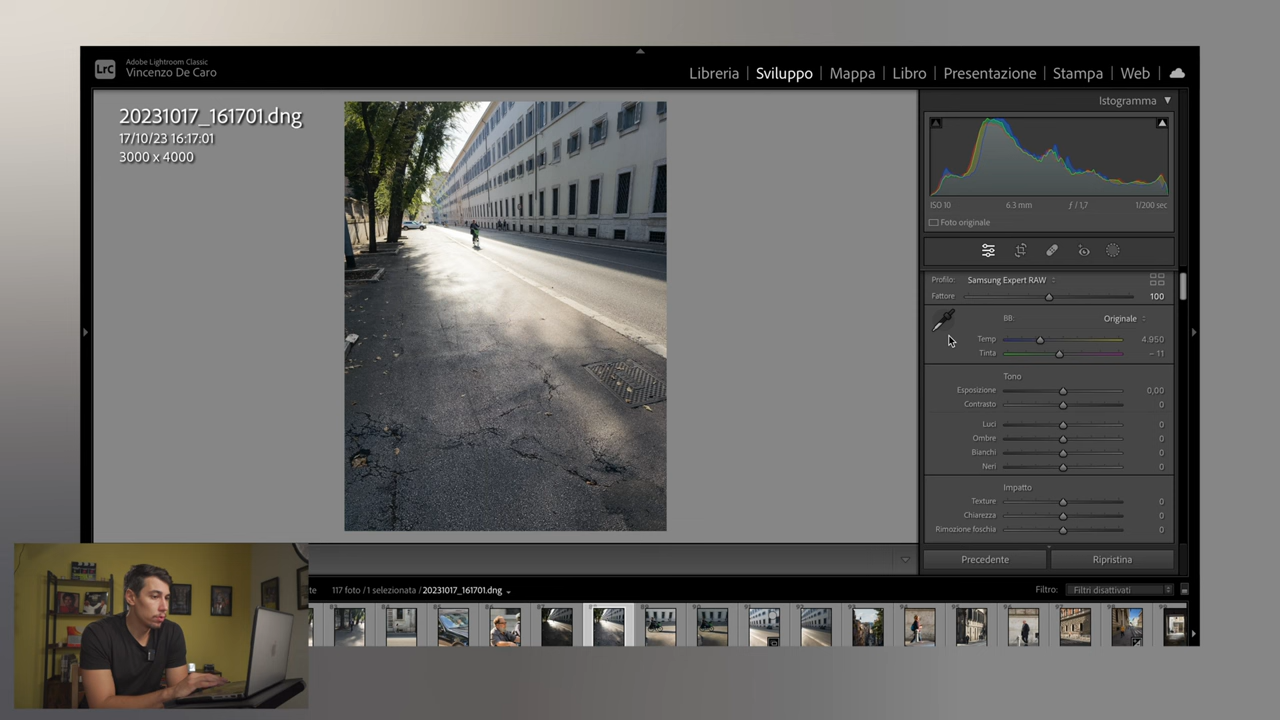 LrC
Adobe Lightroom Classic
Vincenzo De Caro
Libreria | Sviluppo | Mappa | Libro | Presentazione | Stampa | Web
20231017_161701.dng
17/10/23 16:17:01
3000 x 4000
Istogramma
ISO 10 6.3 mm ƒ / 1,7 1/200 sec
Foto originale
Profilo: Samsung Expert RAW
Fattore 100
BB: Originale
Temp 4.950
Tinta – 11
Tono
Esposizione 0,00
Contrasto 0
Luci 0
Ombre 0
Bianchi 0
Neri 0
Impatto
Texture 0
Chiarezza 0
Rimozione foschia 0
Precedente Ripristina
117 foto / 1 selezionata / 20231017_161701.dng
Filtro: Filtri disattivati